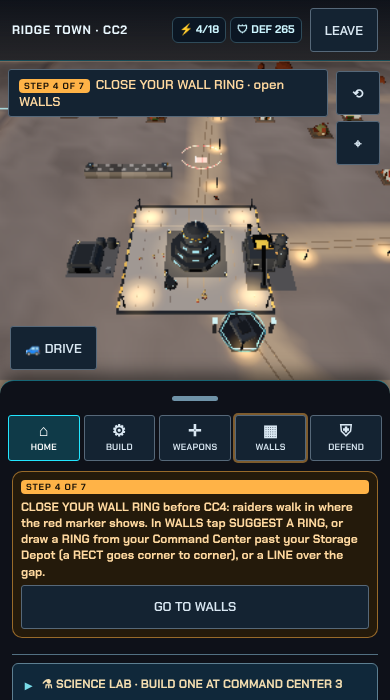 RIDGE TOWN · CC2
⚡ 4/18
🛡 DEF 265
LEAVE
STEP 4 OF 7 CLOSE YOUR WALL RING · open
WALLS
DRIVE
HOME
BUILD
WEAPONS
WALLS
DEFEND
STEP 4 OF 7
CLOSE YOUR WALL RING before CC4: raiders walk in where
the red marker shows. In WALLS tap SUGGEST A RING, or
draw a RING from your Command Center past your Storage
Depot (a RECT goes corner to corner), or a LINE over the
gap.
GO TO WALLS
▸ ⚗ SCIENCE LAB · BUILD ONE AT COMMAND CENTER 3